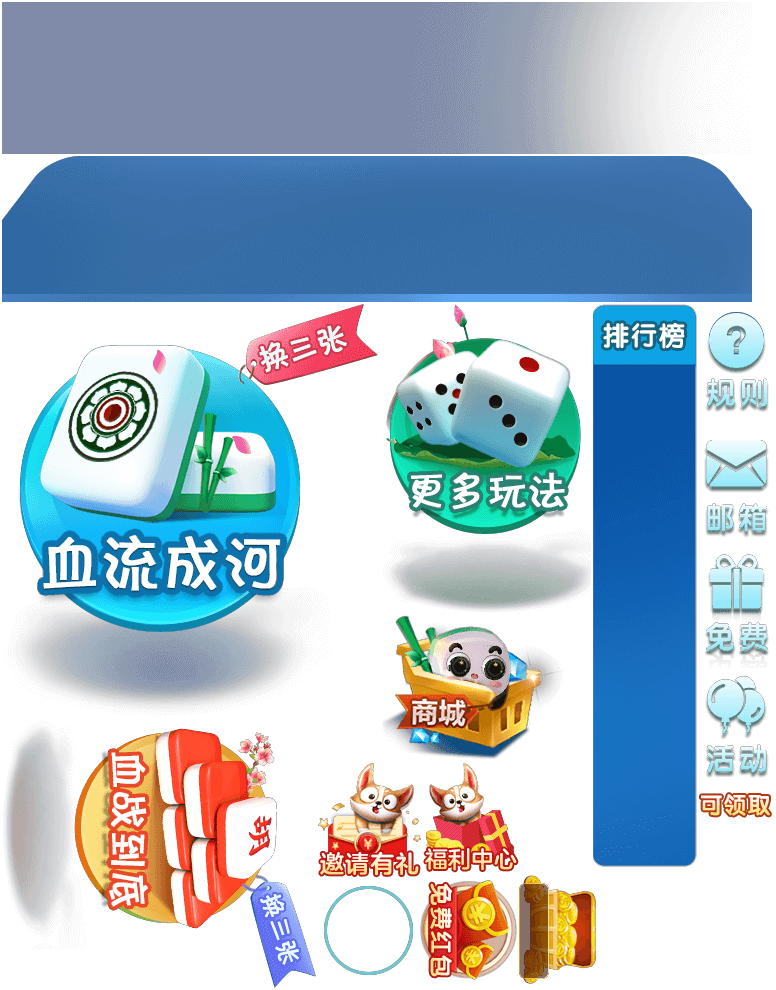 换三张
排行榜
?
规则
更多玩法
邮箱
血流成河
免费
商城
活动
可领取
血战到底
胡
邀请有礼
福利中心
换三张
免费红包